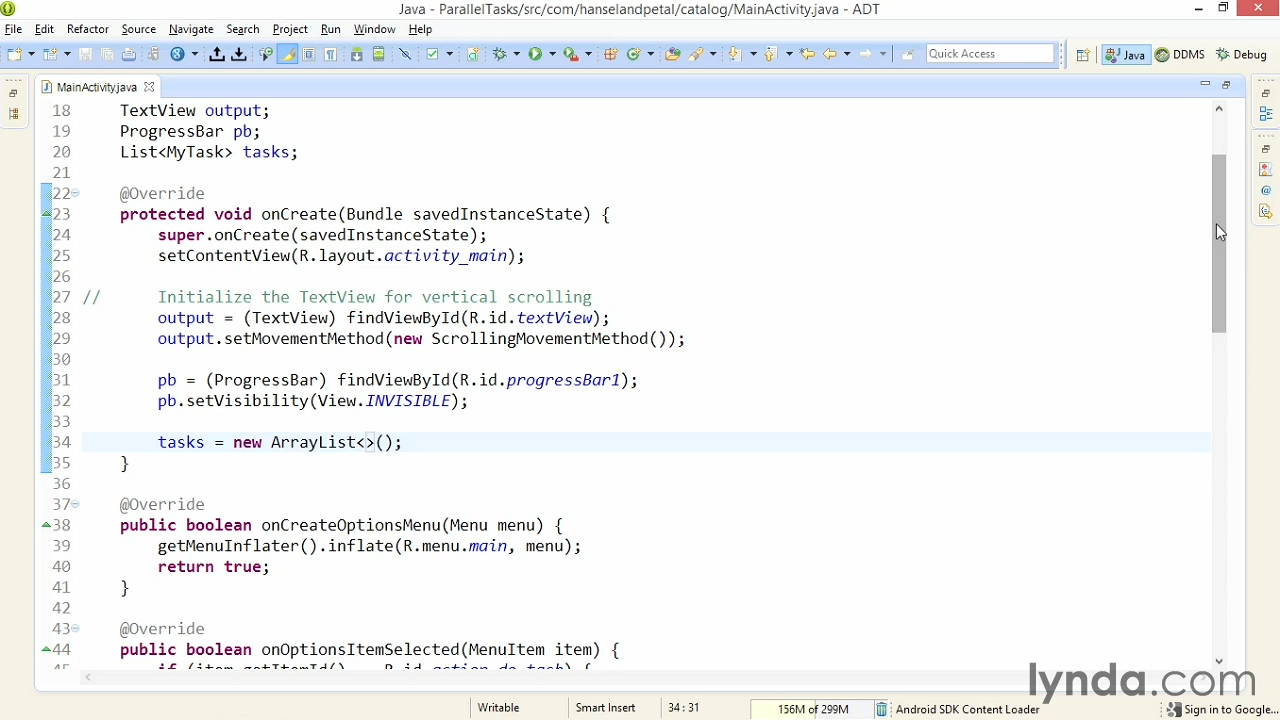 Java - ParallelTasks/src/com/hanselandpetal/catalog/MainActivity.java - ADT
File Edit Refactor Source Navigate Search Project Run Window Help
Quick Access Java DDMS Debug
MainActivity.java
18 TextView output;
19 ProgressBar pb;
20 List<MyTask> tasks;
21
22 @Override
23 protected void onCreate(Bundle savedInstanceState) {
24 super.onCreate(savedInstanceState);
25 setContentView(R.layout.activity_main);
26
27 // Initialize the TextView for vertical scrolling
28 output = (TextView) findViewById(R.id.textView);
29 output.setMovementMethod(new ScrollingMovementMethod());
30
31 pb = (ProgressBar) findViewById(R.id.progressBar1);
32 pb.setVisibility(View.INVISIBLE);
33
34 tasks = new ArrayList<>();
35 }
36
37 @Override
38 public boolean onCreateOptionsMenu(Menu menu) {
39 getMenuInflater().inflate(R.menu.main, menu);
40 return true;
41 }
42
43 @Override
44 public boolean onOptionsItemSelected(MenuItem item) {
45 if (item.getItemId() == R.id.action_do_task) {
lynda.com
Writable Smart Insert 34 : 31 156M of 299M Android SDK Content Loader Sign in to Google...